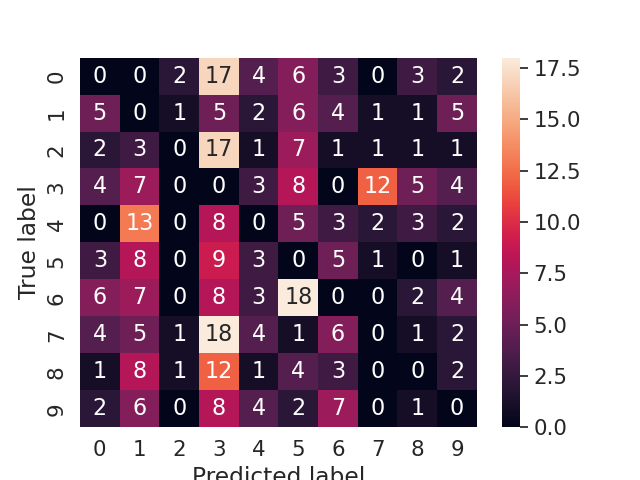 0 0 0 2 17 4 6 3 0 3 2
1 5 0 1 5 2 6 4 1 1 5
2 2 3 0 17 1 7 1 1 1 1
3 4 7 0 0 3 8 0 12 5 4
4 0 13 0 8 0 5 3 2 3 2
5 3 8 0 9 3 0 5 1 0 1
6 6 7 0 8 3 18 0 0 2 4
7 4 5 1 18 4 1 6 0 1 2
8 1 8 1 12 1 4 3 0 0 2
9 2 6 0 8 4 2 7 0 1 0
0 1 2 3 4 5 6 7 8 9
True label
Predicted label
17.5
15.0
12.5
10.0
7.5
5.0
2.5
0.0